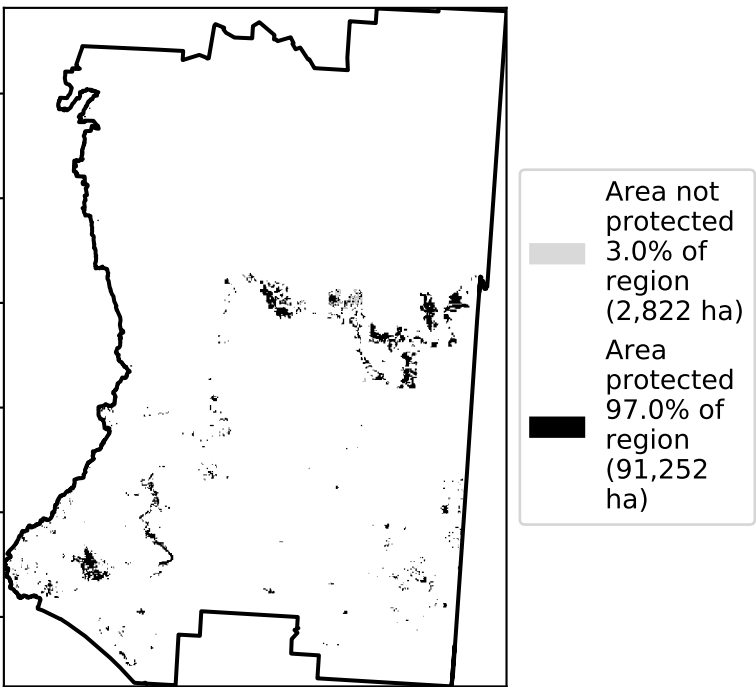 Area not
protected
3.0% of
region
(2,822 ha)
Area
protected
97.0% of
region
(91,252
ha)